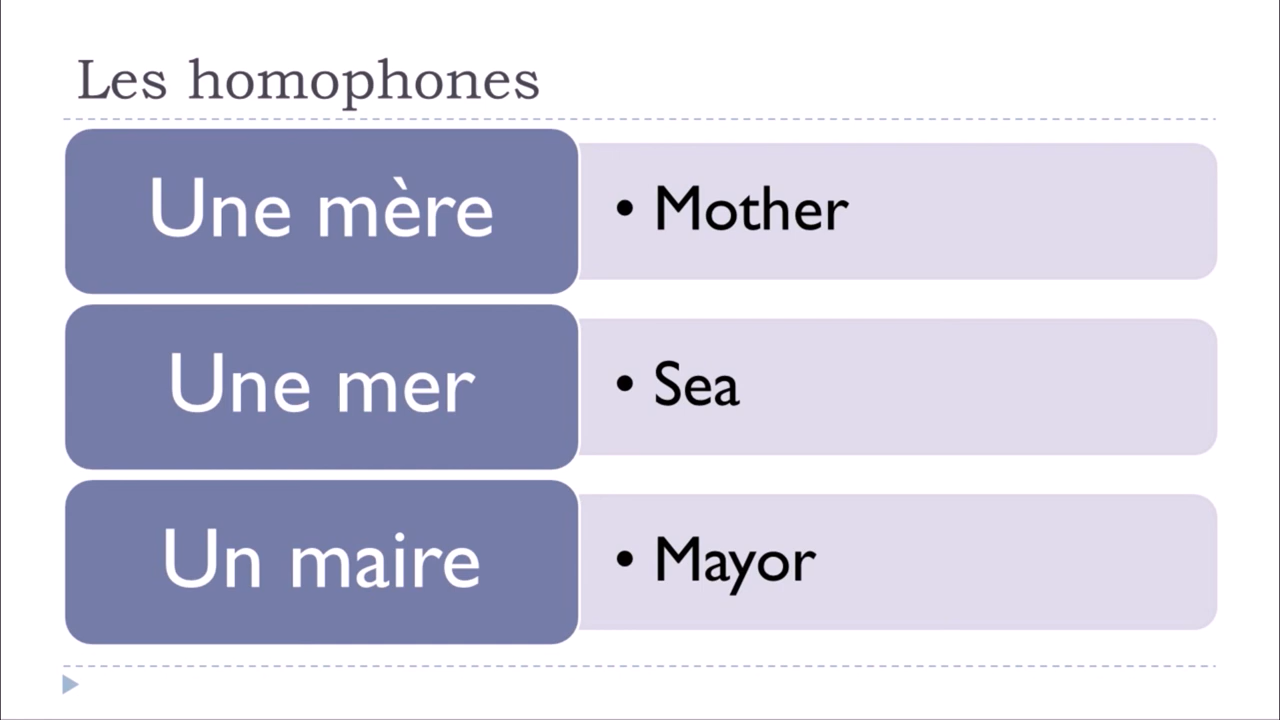 Les homophones
Une mère
• Mother
Une mer
• Sea
Un maire
• Mayor